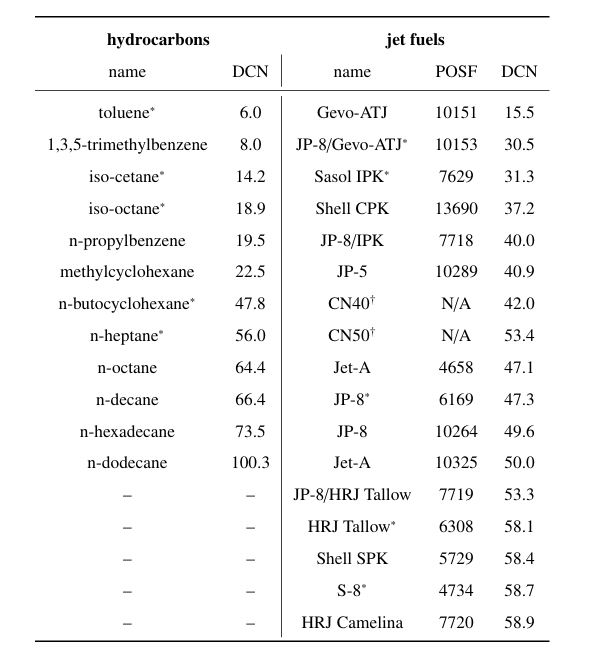 hydrocarbons jet fuels
name DCN name POSF DCN
toluene* 6.0 Gevo-ATJ 10151 15.5
1,3,5-trimethylbenzene 8.0 JP-8/Gevo-ATJ* 10153 30.5
iso-cetane* 14.2 Sasol IPK* 7629 31.3
iso-octane* 18.9 Shell CPK 13690 37.2
n-propylbenzene 19.5 JP-8/IPK 7718 40.0
methylcyclohexane 22.5 JP-5 10289 40.9
n-butocyclohexane* 47.8 CN40† N/A 42.0
n-heptane* 56.0 CN50† N/A 53.4
n-octane 64.4 Jet-A 4658 47.1
n-decane 66.4 JP-8* 6169 47.3
n-hexadecane 73.5 JP-8 10264 49.6
n-dodecane 100.3 Jet-A 10325 50.0
– – JP-8/HRJ Tallow 7719 53.3
– – HRJ Tallow* 6308 58.1
– – Shell SPK 5729 58.4
– – S-8* 4734 58.7
– – HRJ Camelina 7720 58.9